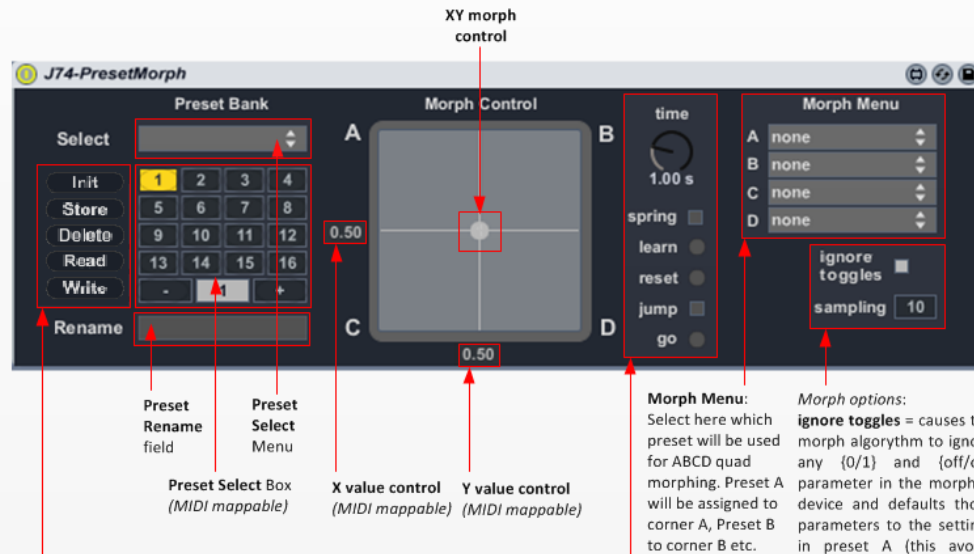 XY morph
control
J74-PresetMorph
Preset Bank
Select
Init
Store
Delete
Read
Write
1 2 3 4
5 6 7 8
9 10 11 12
13 14 15 16
- 1 +
Rename
Morph Control
A
B
C
D
0.50
0.50
time
1.00 s
spring
learn
reset
jump
go
Morph Menu
A none
B none
C none
D none
ignore
toggles
sampling 10
Preset
Rename
field
Preset
Select
Menu
Preset Select Box
(MIDI mappable)
X value control
(MIDI mappable)
Y value control
(MIDI mappable)
Morph Menu:
Select here which
preset will be used
for ABCD quad
morphing. Preset A
will be assigned to
corner A, Preset B
to corner B etc.
Morph options:
ignore toggles = causes
morph algorythm to
any {0/1} and
parameter in the
device and defaults
parameters to the
in preset A (this